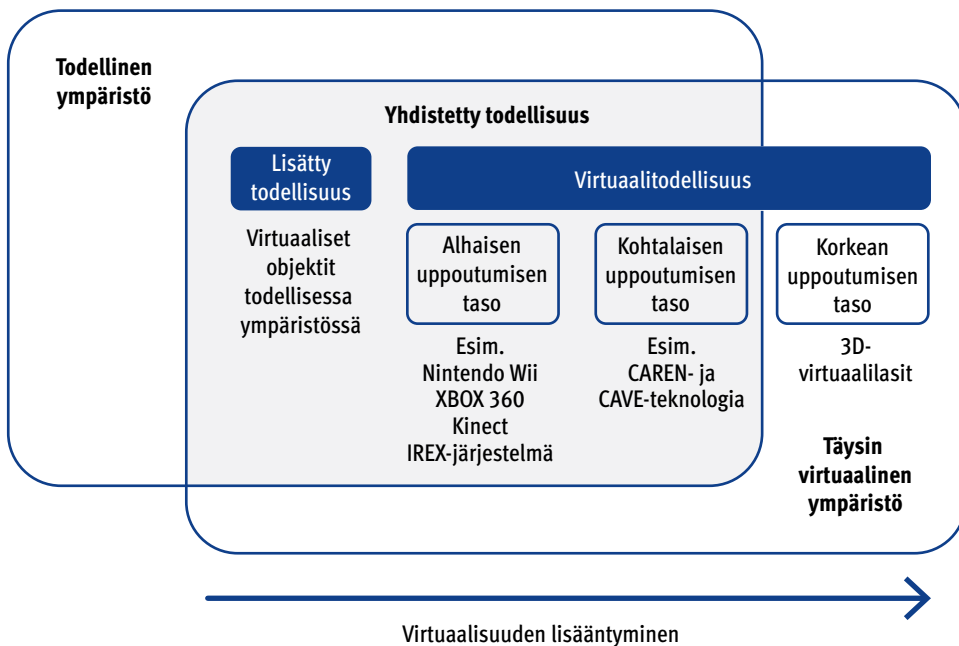 Todellinen
ympäristö
Yhdistetty todellisuus
Lisätty
todellisuus
Virtuaaliset
objektit
todellisessa
ympäristössä
Virtuaalitodellisuus
Alhaisen
uppoutumisen
taso
Esim.
Nintendo Wii
XBOX 360
Kinect
IREX-järjestelmä
Kohtalaisen
uppoutumisen
taso
Esim.
CAREN- ja
CAVE-teknologia
Korkean
uppoutumisen
taso
3D-
virtuaalilasit
Täysin
virtuaalinen
ympäristö
Virtuaalisuuden lisääntyminen